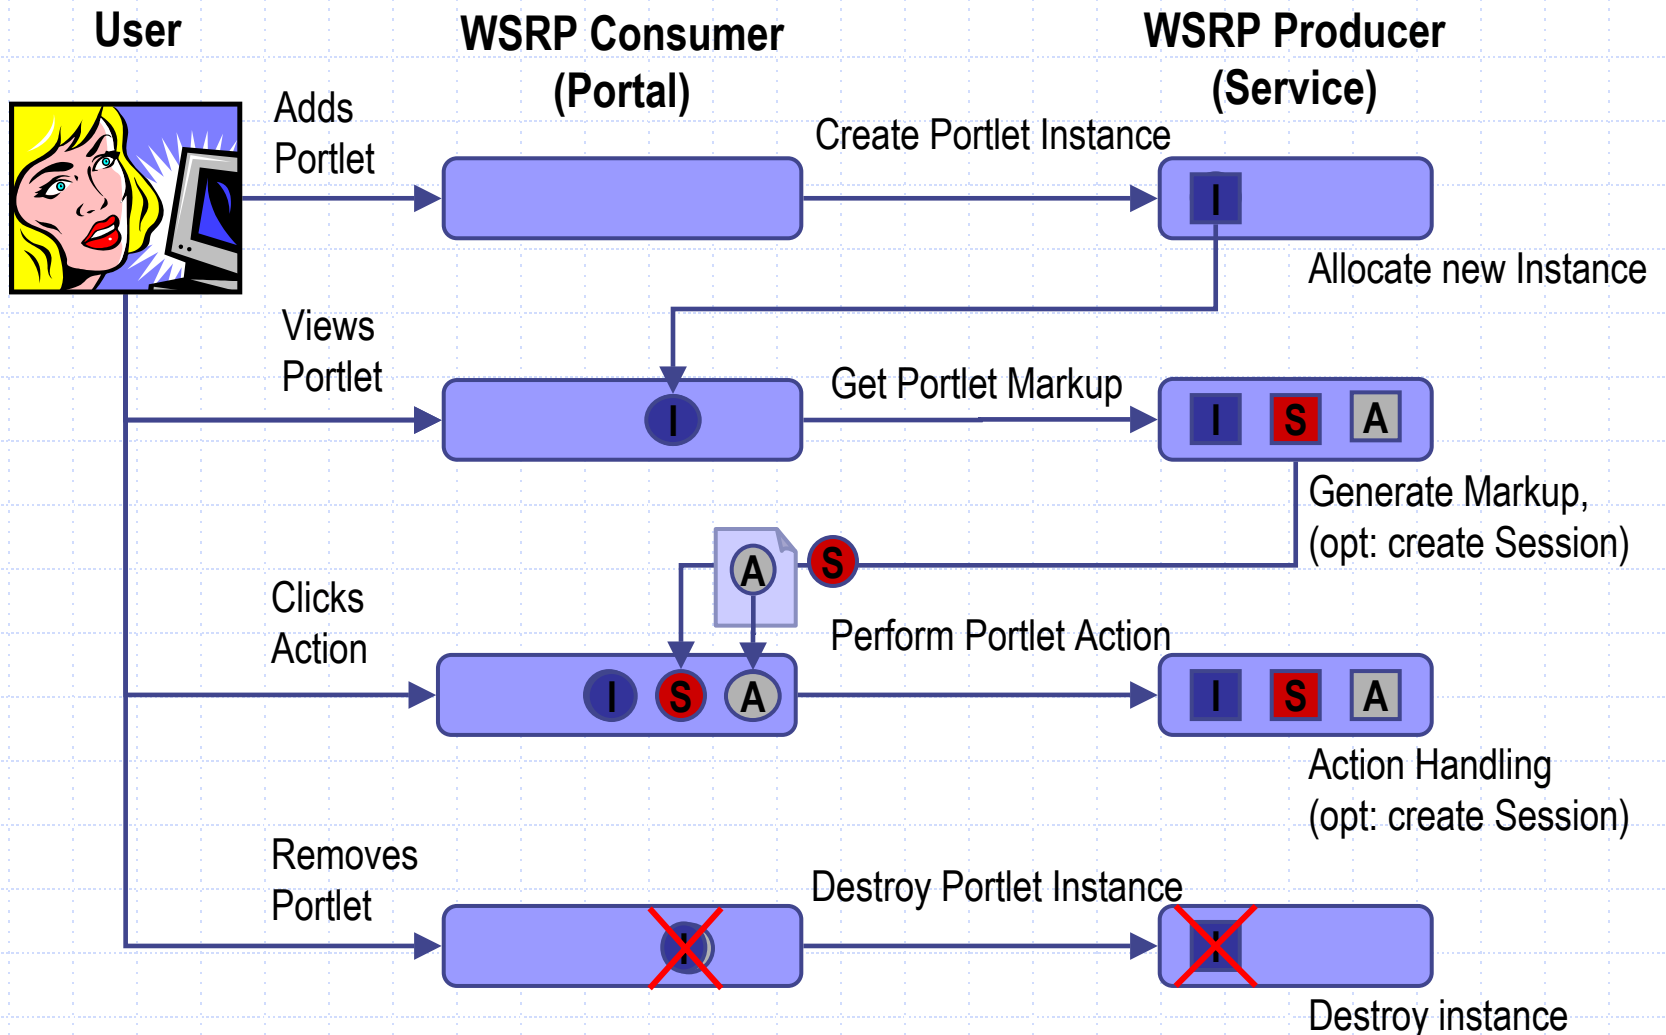 User
WSRP Consumer
(Portal)
WSRP Producer
(Service)
Adds
Portlet
Create Portlet Instance
I
Allocate new Instance
Views
Portlet
I
Get Portlet Markup
I S A
Generate Markup,
(opt: create Session)
A S
Clicks
Action
I S A
Perform Portlet Action
I S A
Action Handling
(opt: create Session)
Removes
Portlet
I
Destroy Portlet Instance
I
Destroy instance